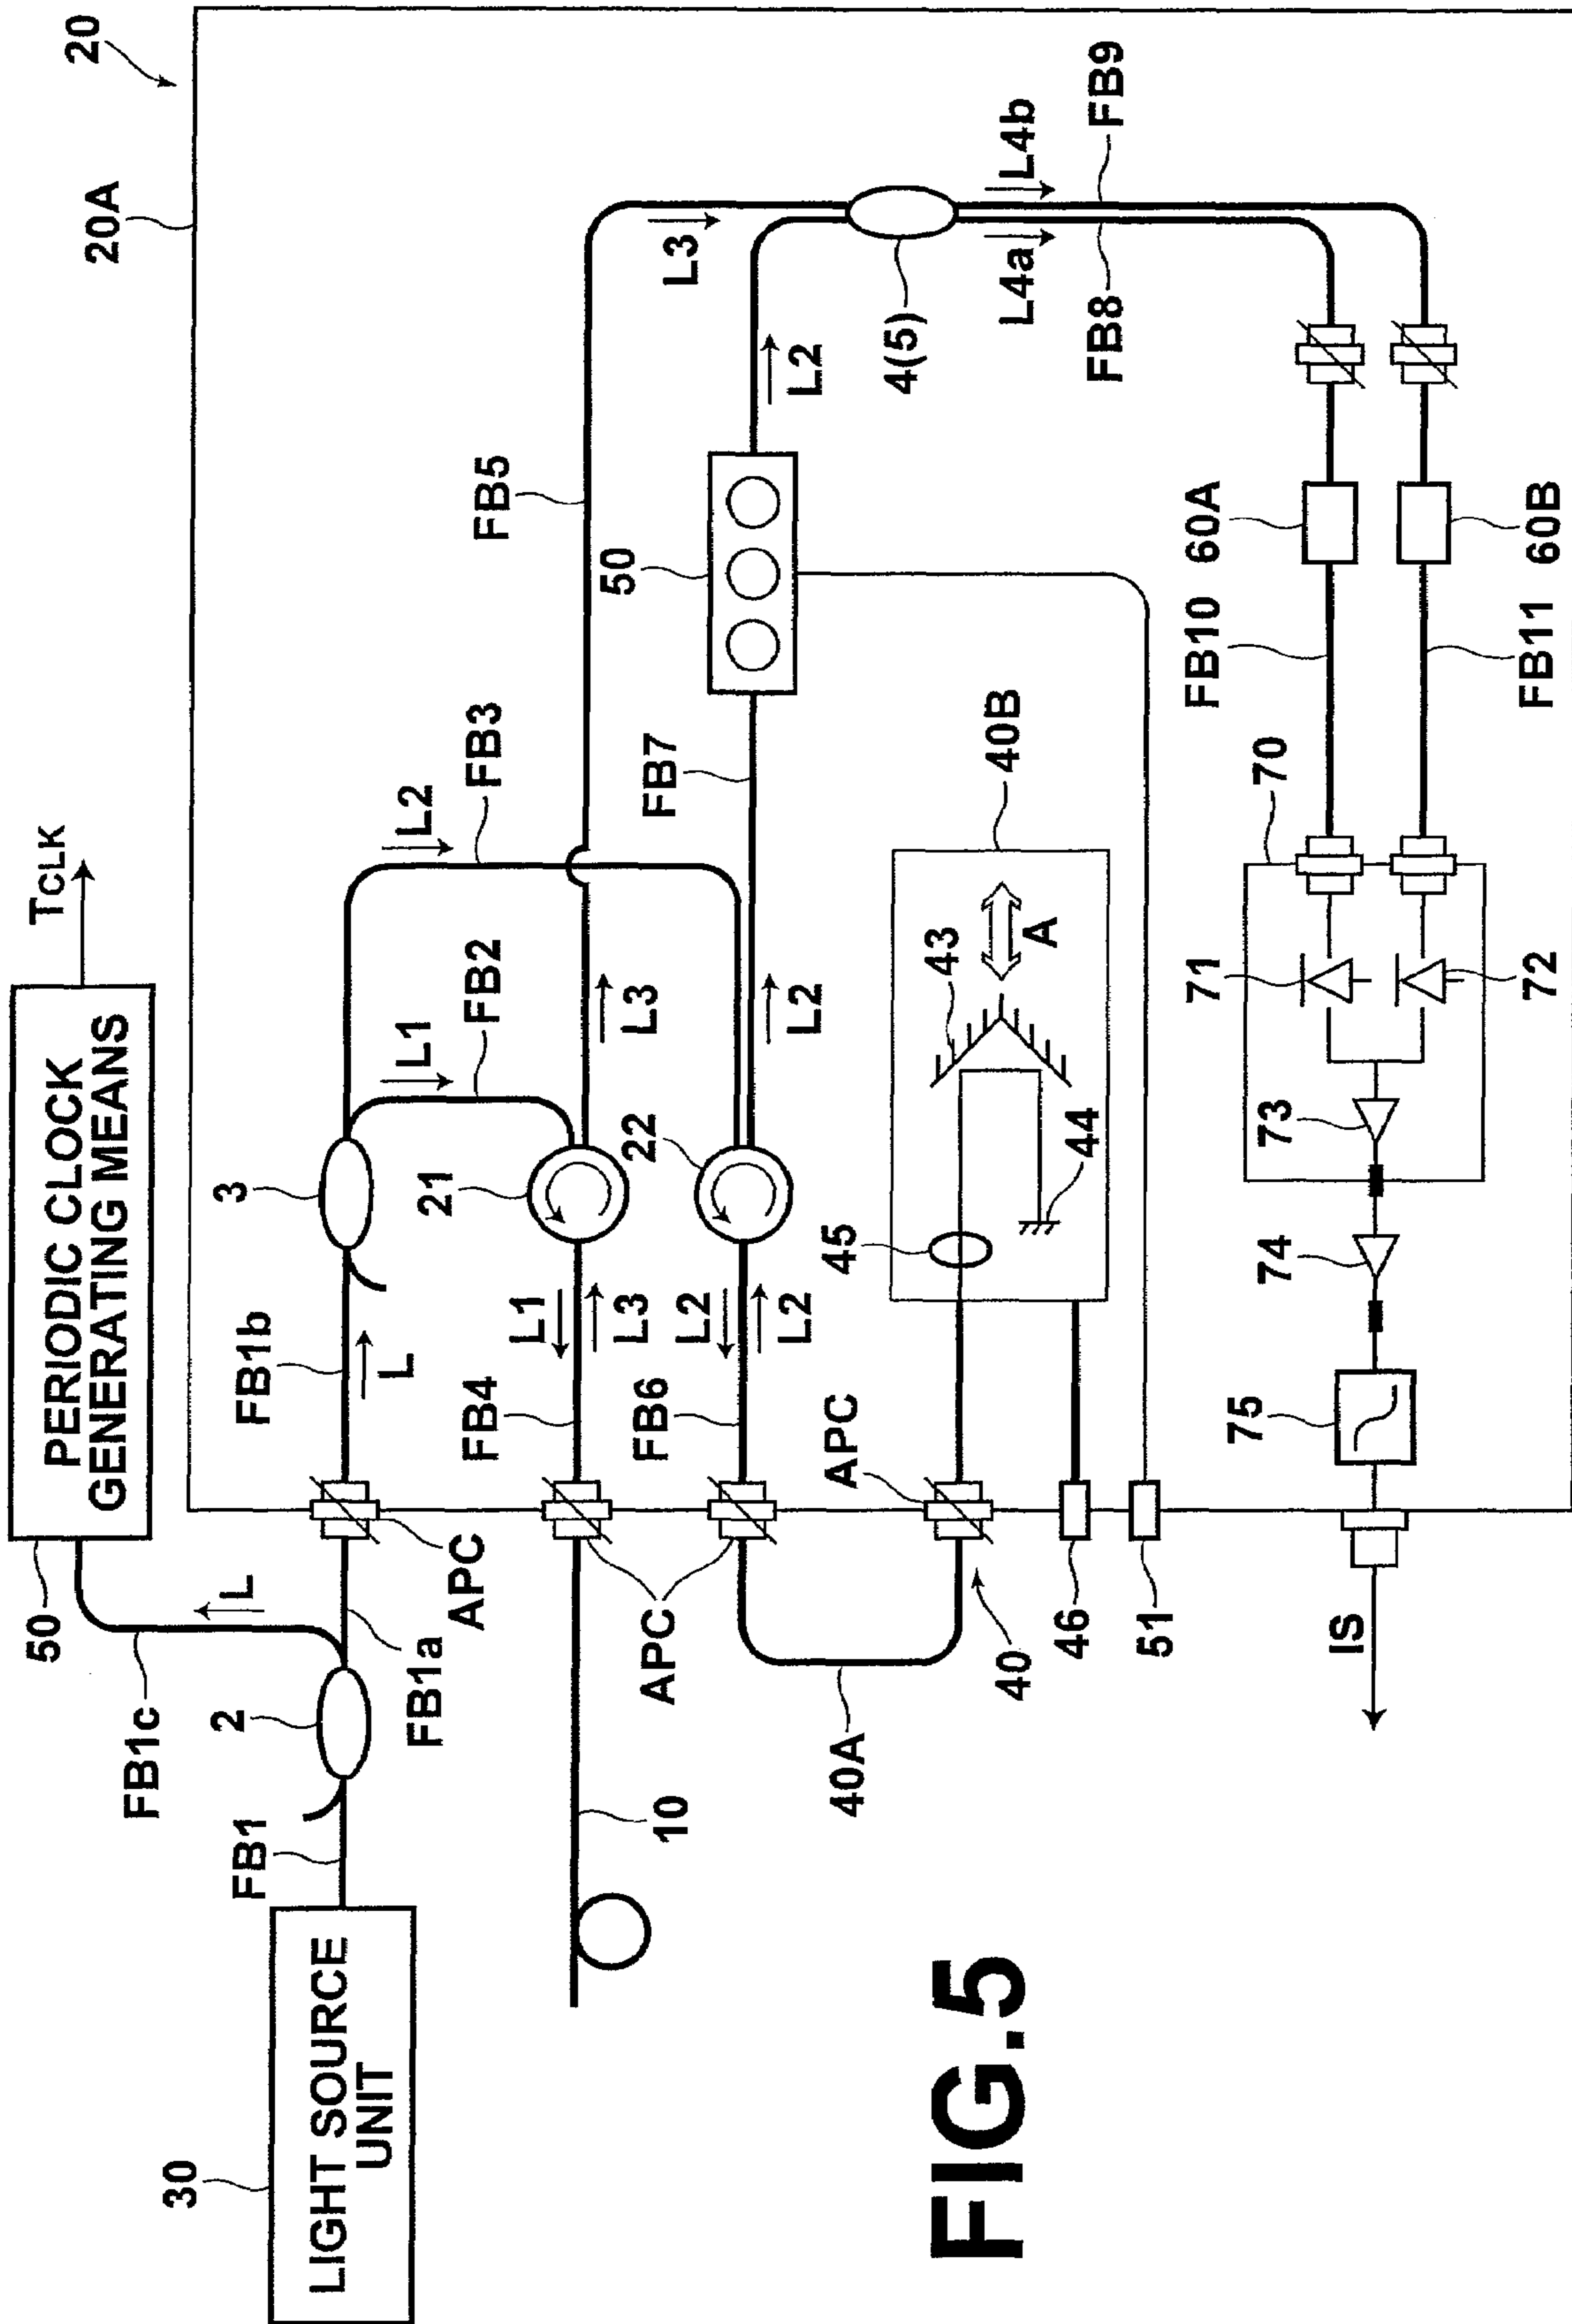 20
20A
TCLK
PERIODIC CLOCK
GENERATING MEANS
50
L
FB1c
2
FB1
FB1a
APC
30
LIGHT SOURCE
UNIT
FB1b
L
3
L1
FB2
L2
FB3
FB5
L3
L4b
FB9
21
L1
L3
L3
FB4
10
APC
22
L2
L2
L2
FB6
FB7
50
L2
4(5)
L4a
FB8
40A
40
APC
45
44
43
A
40B
46
51
FB10
60A
FB11
60B
70
71
72
73
74
75
IS
FIG.5